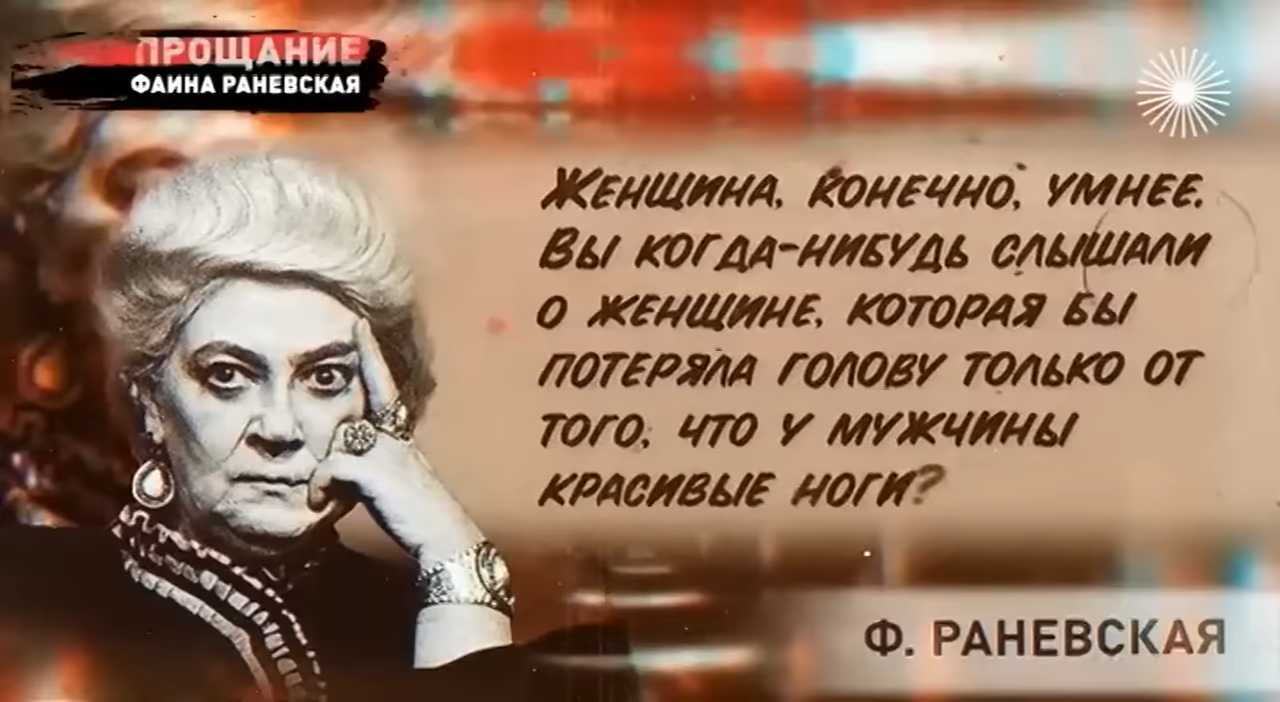 ПРОЩАНИЕ
ФАИНА РАНЕВСКАЯ
ЖЕНЩИНА, КОНЕЧНО, УМНЕЕ.
ВЫ КОГДА-НИБУДЬ СЛЫШАЛИ
О ЖЕНЩИНЕ, КОТОРАЯ БЫ
ПОТЕРЯЛА ГОЛОВУ ТОЛЬКО ОТ
ТОГО, ЧТО У МУЖЧИНЫ
КРАСИВЫЕ НОГИ?
Ф. РАНЕВСКАЯ